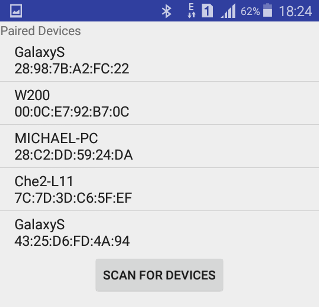 E 1 62% 18:24
Paired Devices
GalaxyS
28:98:7B:A2:FC:22
W200
00:0C:E7:92:B7:0C
MICHAEL-PC
28:C2:DD:59:24:DA
Che2-L11
7C:7D:3D:C6:5F:EF
GalaxyS
43:25:D6:FD:4A:94
SCAN FOR DEVICES